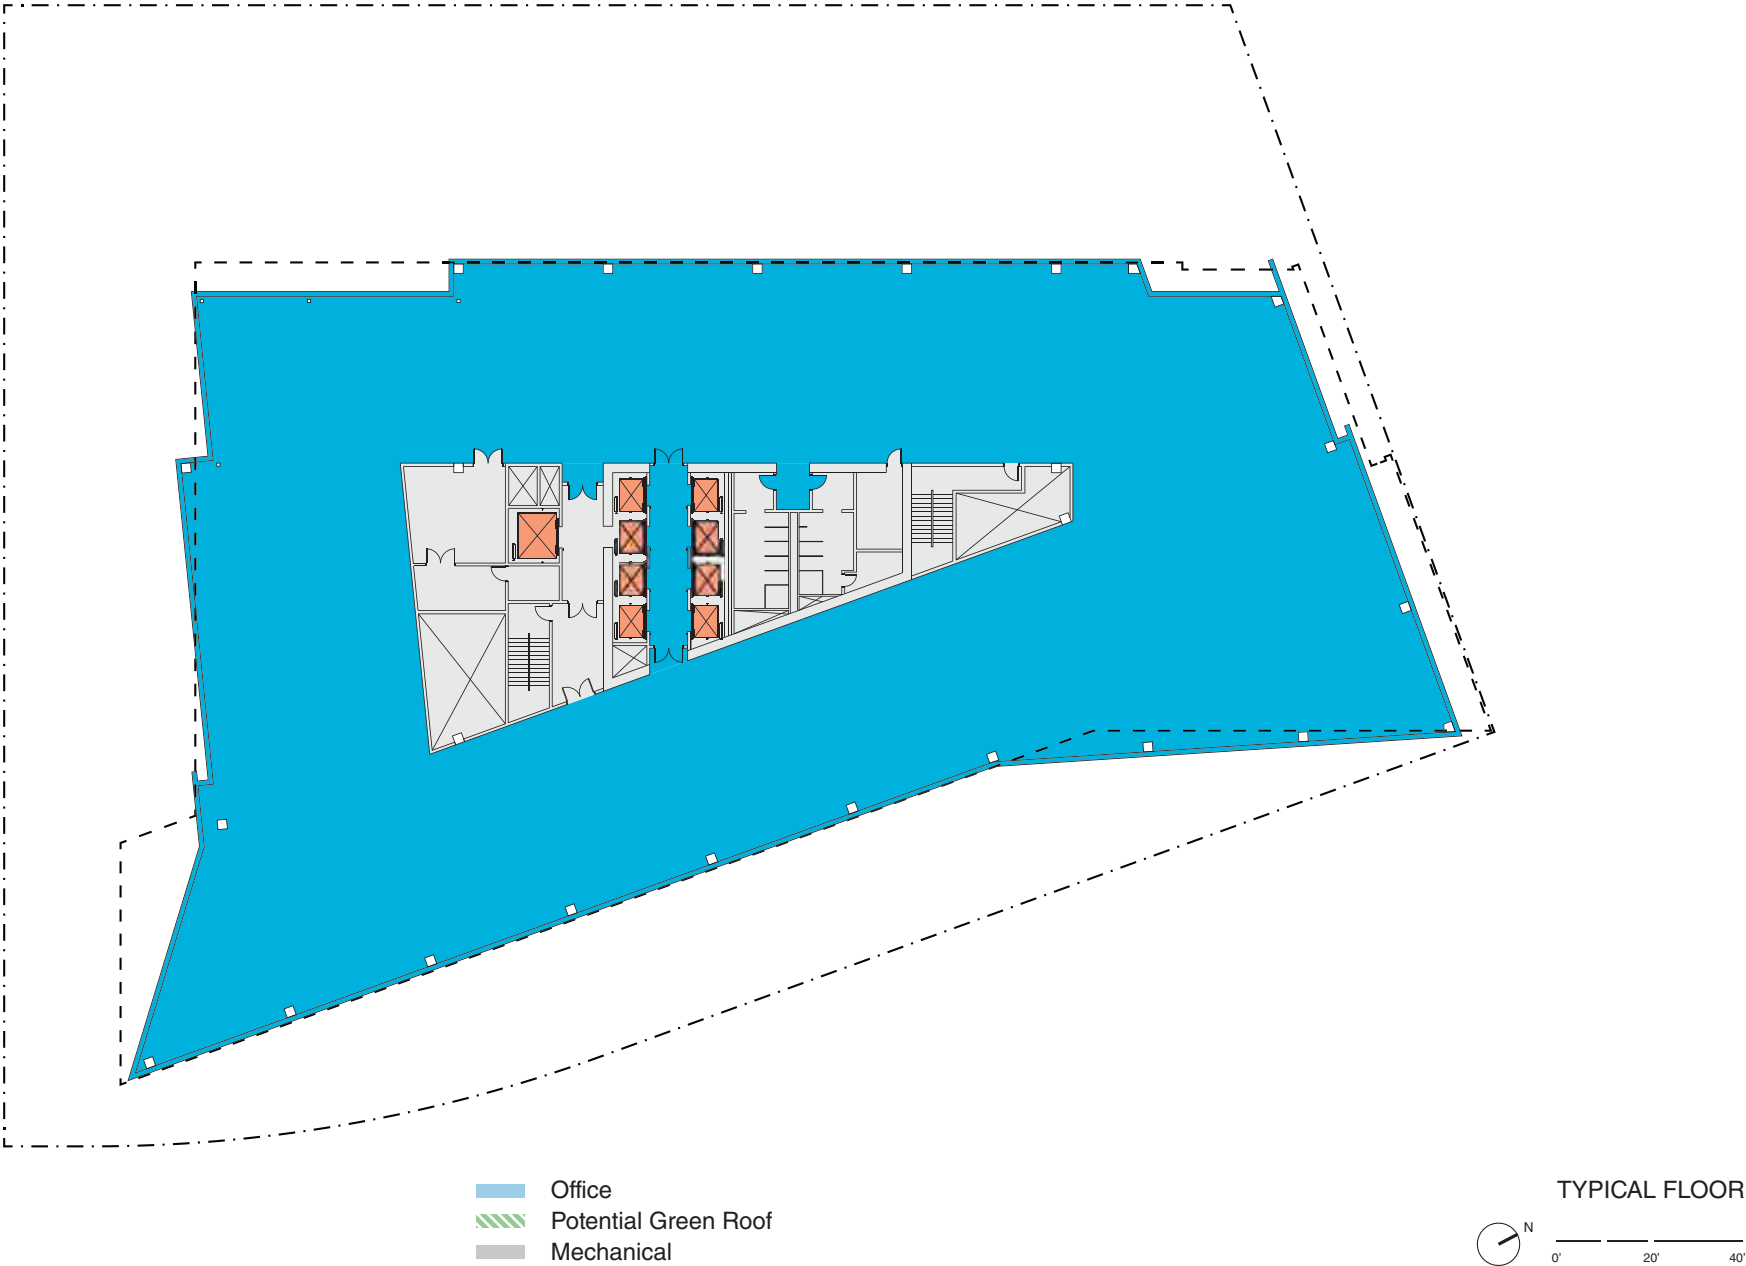 Office
Potential Green Roof
Mechanical
TYPICAL FLOOR
N
0' 20' 40'